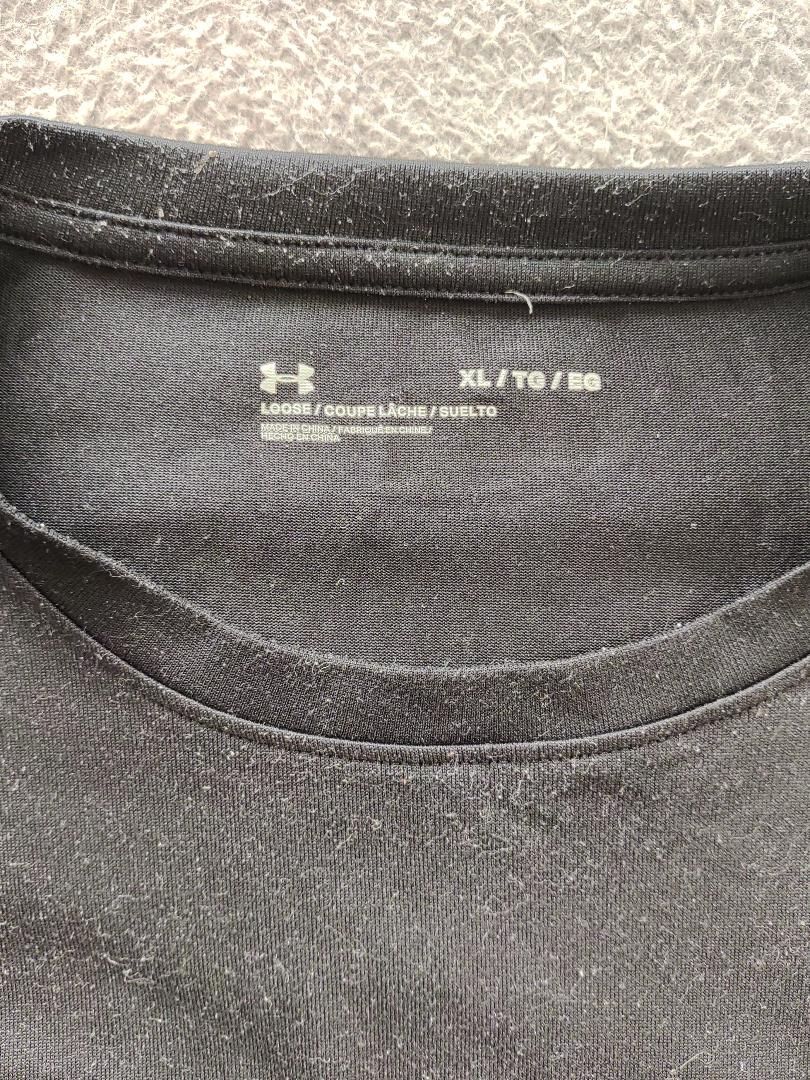 XL / TG / EG
LOOSE / COUPE LÂCHE / SUELTO
MADE IN CHINA / FABRIQUÉ EN CHINE /
HECHO EN CHINA